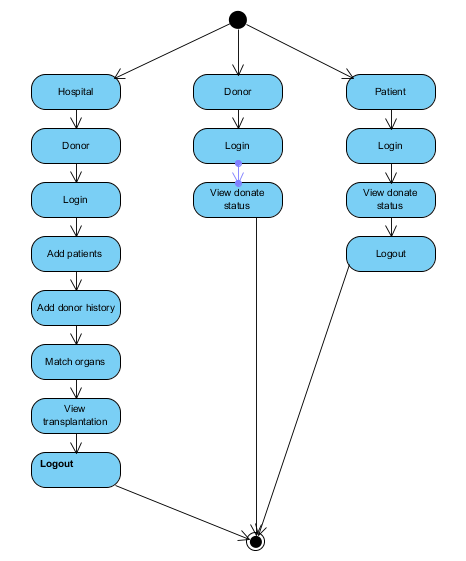 Hospital
Donor
Patient
Donor
Login
Login
Login
View donate
status
View donate
status
Add patients
Logout
Add donor history
Match organs
View
transplantation
Logout